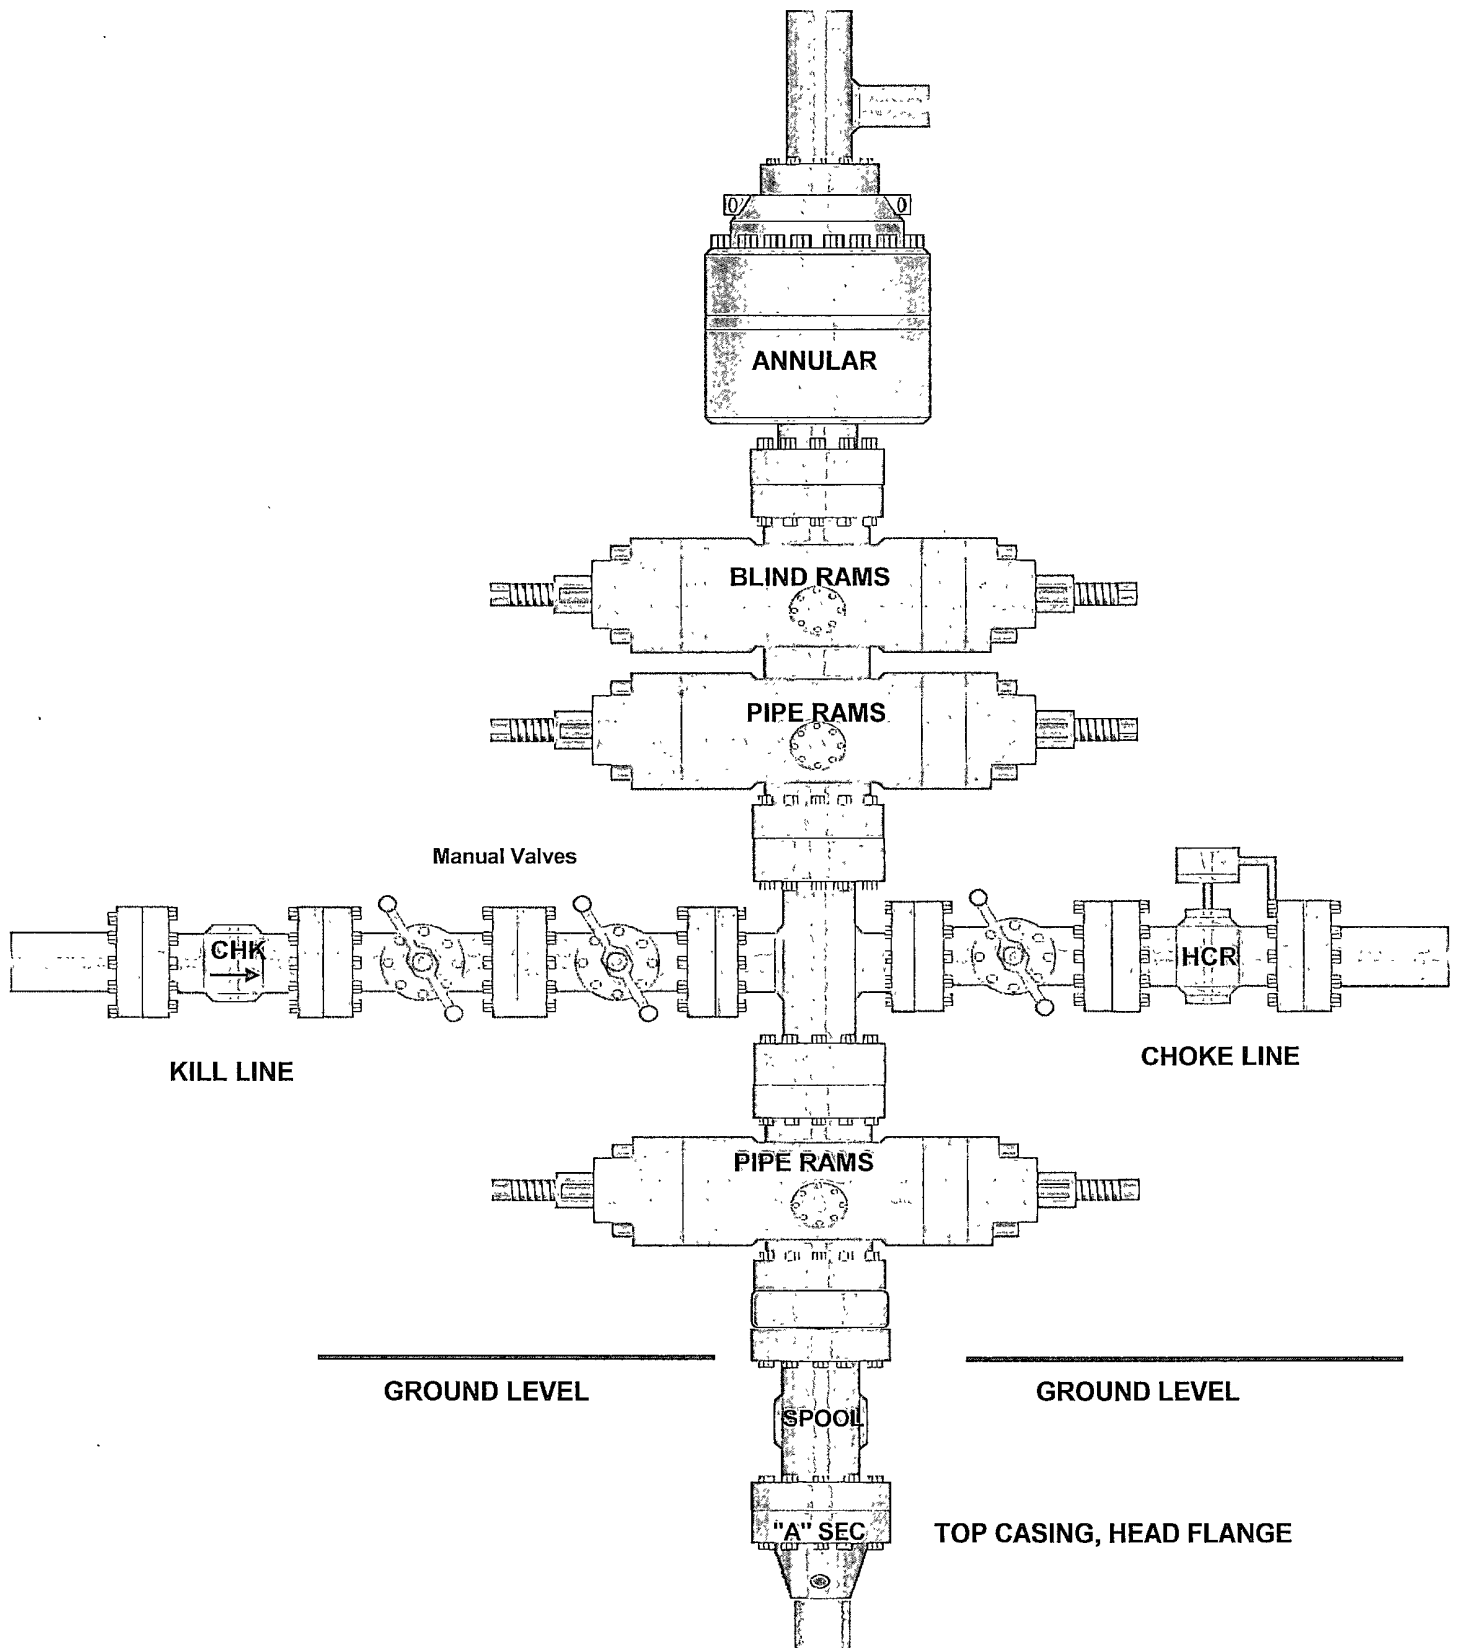 ANNULAR
BLIND RAMS
PIPE RAMS
Manual Valves
CHK
HCR
KILL LINE
CHOKE LINE
PIPE RAMS
GROUND LEVEL
GROUND LEVEL
SPOOL
"A" SEC
TOP CASING, HEAD FLANGE